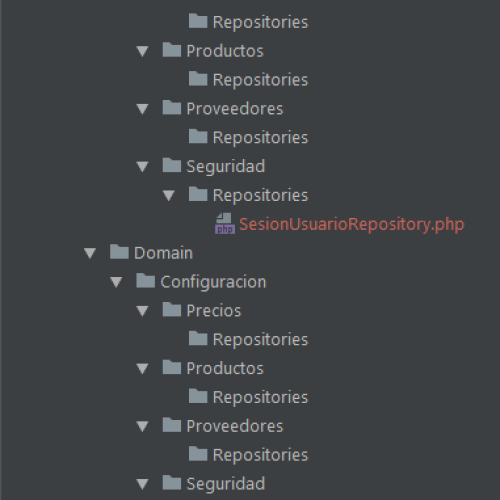 Repositories
Productos
Repositories
Proveedores
Repositories
Seguridad
Repositories
php SesionUsuarioRepository.php
Domain
Configuracion
Precios
Repositories
Productos
Repositories
Proveedores
Repositories
Seguridad